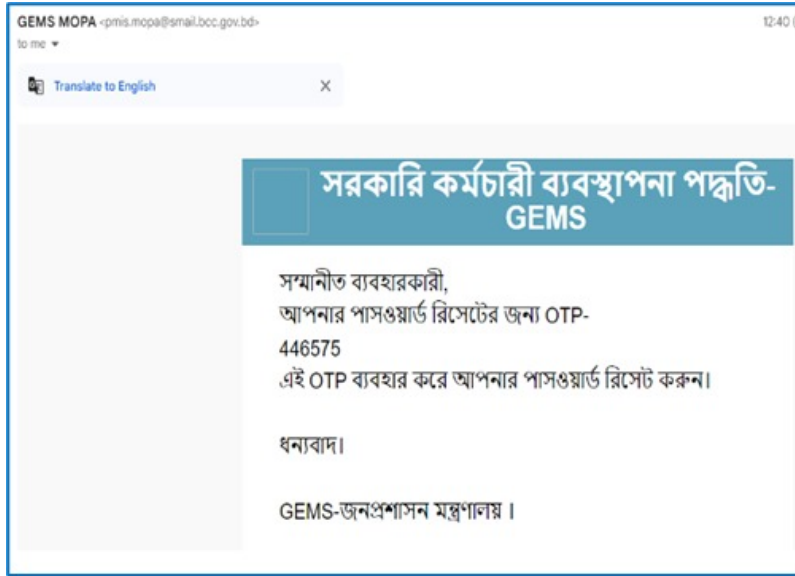 GEMS MOPA <pmis.mopa@smail.bcc.gov.bd>
12:40
to me
Translate to English
সরকারি কর্মচারী ব্যবস্থাপনা পদ্ধতি-
GEMS
সম্মানীত ব্যবহারকারী,
আপনার পাসওয়ার্ড রিসেটের জন্য OTP-
446575
এই OTP ব্যবহার করে আপনার পাসওয়ার্ড রিসেট করুন।
ধন্যবাদ।
GEMS-জনপ্রশাসন মন্ত্রণালয় ।